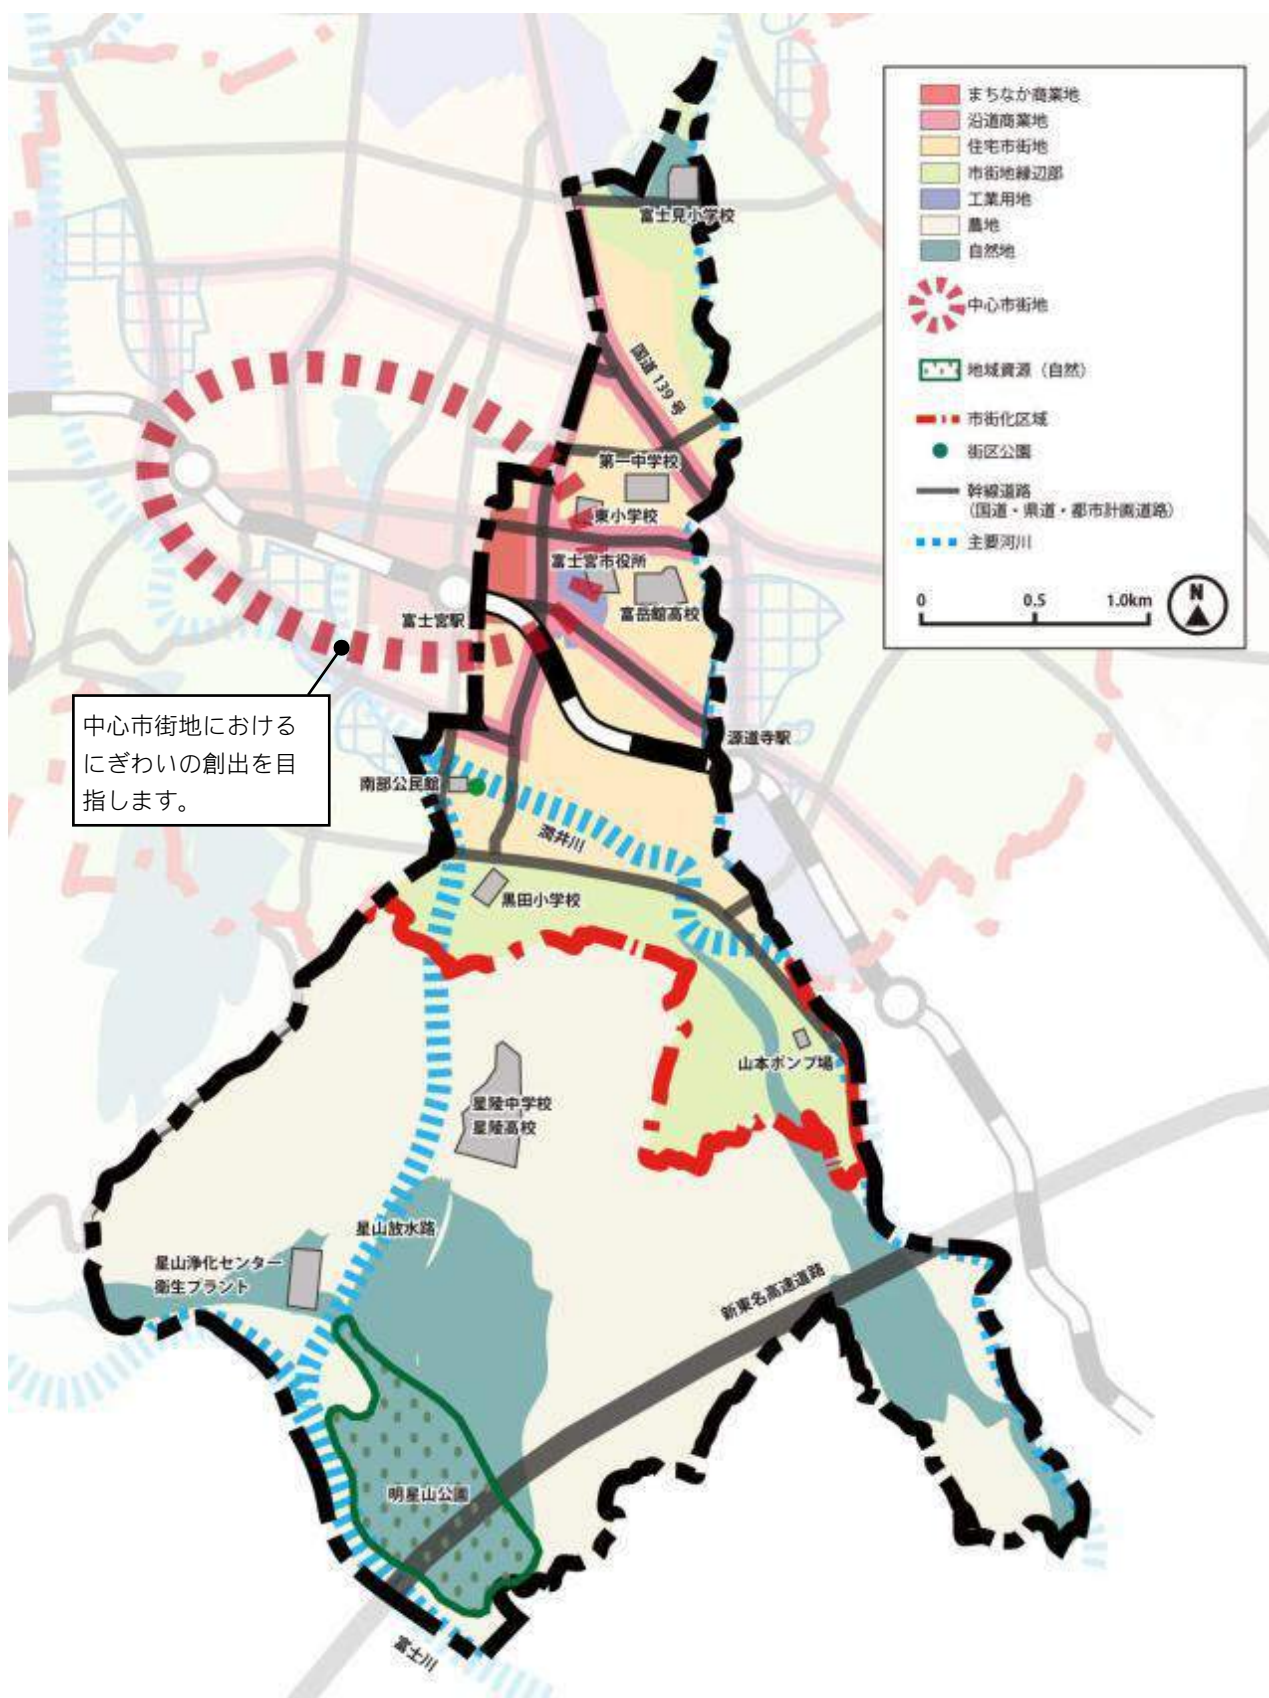 まちなか商業地
沿道商業地
住宅市街地
市街地縁辺部
工業用地
農地
自然地
中心市街地
地域資源（自然）
市街化区域
街区公園
幹線道路
（国道・県道・都市計画道路）
主要河川
0 0.5 1.0km
N
富士見小学校
国道139号
第一中学校
東小学校
富士宮市役所
富岳館高校
富士宮駅
中心市街地における
にぎわいの創出を目
指します。
源道寺駅
南部公民館
潤井川
黒田小学校
山本ポンプ場
星陵中学校
星陵高校
星山放水路
星山浄化センター
衛生プラント
新東名高速道路
明星山公園
富士川